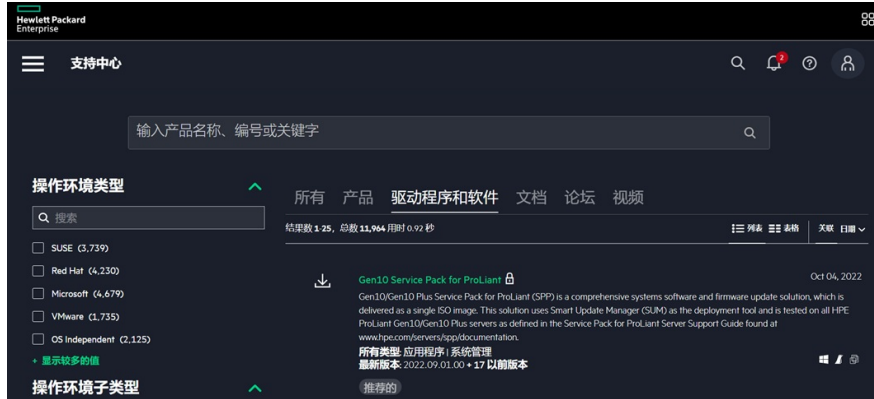 Hewlett Packard
Enterprise
支持中心
2
输入产品名称、编号或关键字
操作环境类型
搜索
SUSE (3,739)
Red Hat (4,230)
Microsoft (4,679)
VMware (1,735)
OS Independent (2,125)
+ 显示较多的值
操作环境子类型
所有 产品 驱动程序和软件 文档 论坛 视频
结果数 1-25，总数 11,964 用时 0.92 秒
列表 表格 关联 日期
Gen10 Service Pack for ProLiant
Oct 04, 2022
Gen10/Gen10 Plus Service Pack for ProLiant (SPP) is a comprehensive systems software and firmware update solution, which is
delivered as a single ISO image. This solution uses Smart Update Manager (SUM) as the deployment tool and is tested on all HPE
ProLiant Gen10/Gen10 Plus servers as defined in the Service Pack for ProLiant Server Support Guide found at
www.hpe.com/servers/spp/documentation.
所有类型: 应用程序 | 系统管理
最新版本: 2022.09.01.00 + 17 以前版本
推荐的